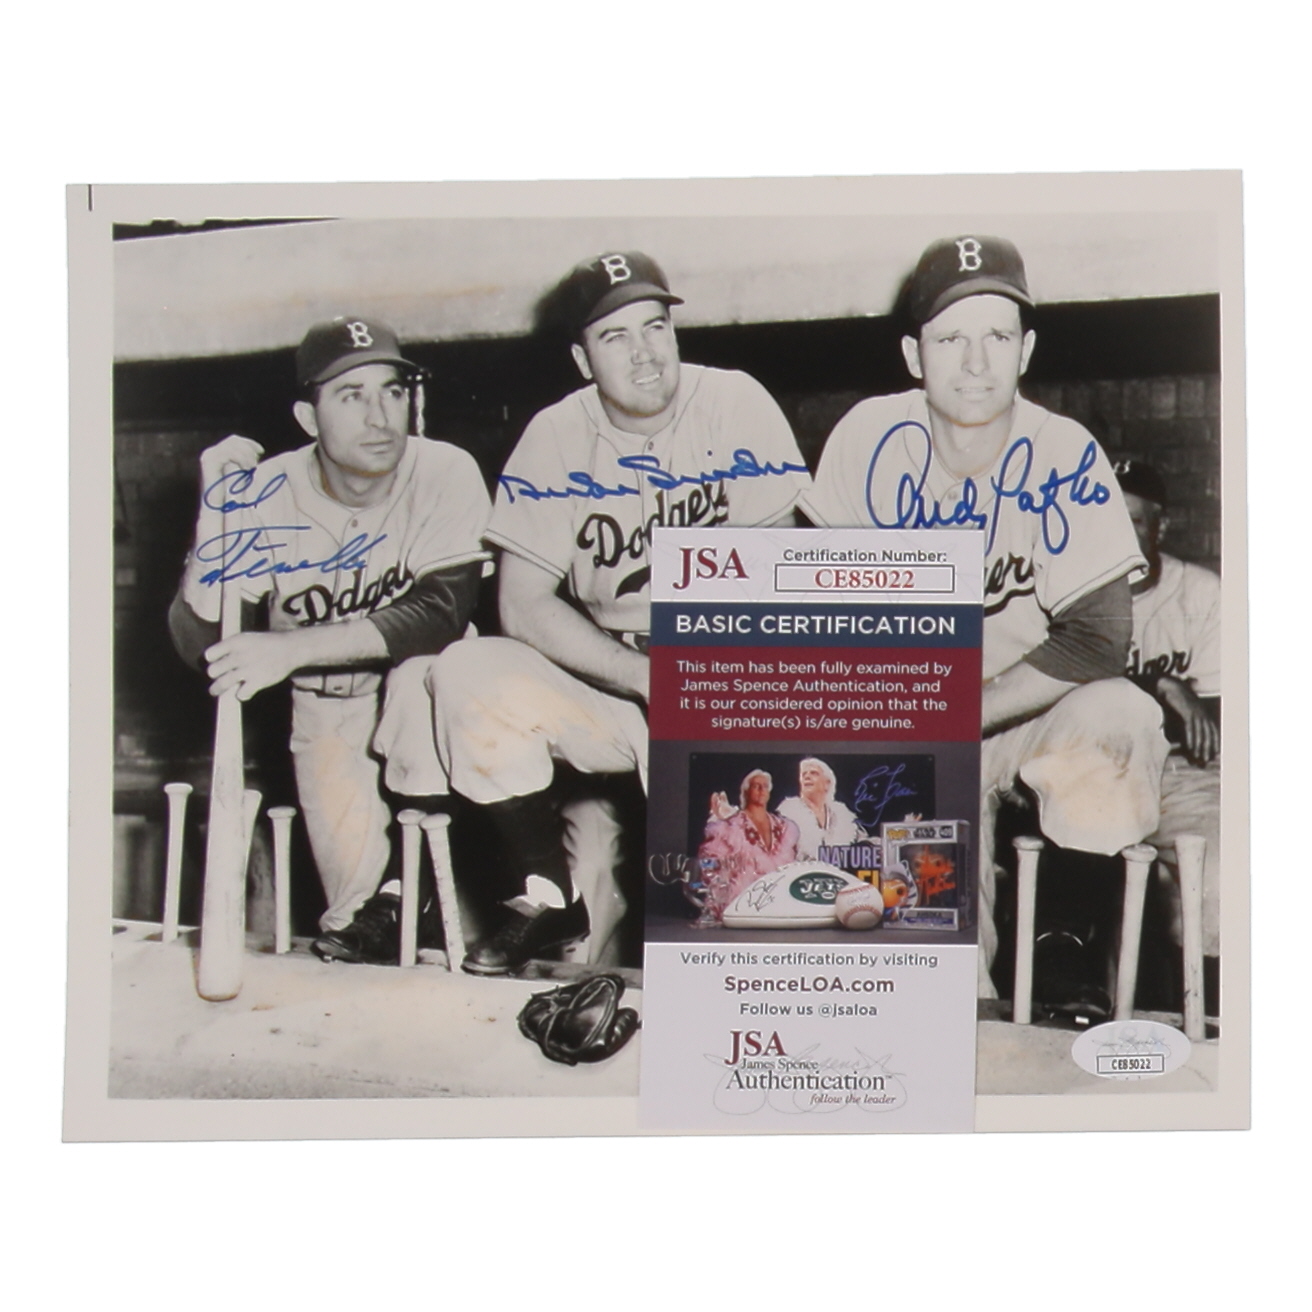 B
B
B
Carl
Furillo
Duke Snider
Andy Pafko
Dodgers
Dodgers
JSA
Certification Number:
CE85022
BASIC CERTIFICATION
This item has been fully examined by
James Spence Authentication, and
it is our considered opinion that the
signature(s) is/are genuine.
NATURE
JETS
Verify this certification by visiting
SpenceLOA.com
Follow us @jsaloa
JSA
James Spence
Authentication
follow the leader
CE85022